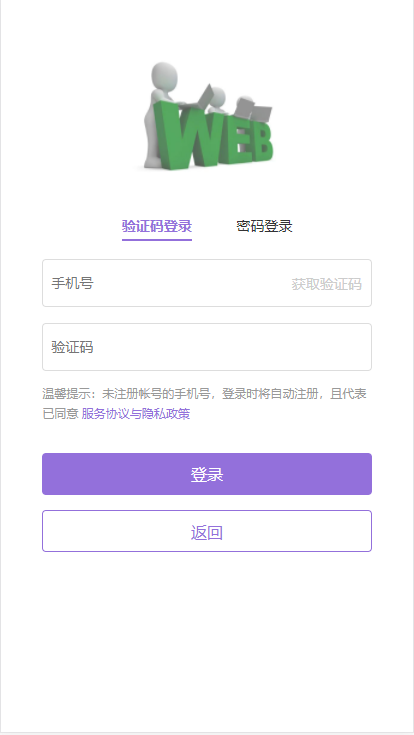 WEB
验证码登录 密码登录
手机号 获取验证码
验证码
温馨提示：未注册帐号的手机号，登录时将自动注册，且代表
已同意 服务协议与隐私政策
登录
返回